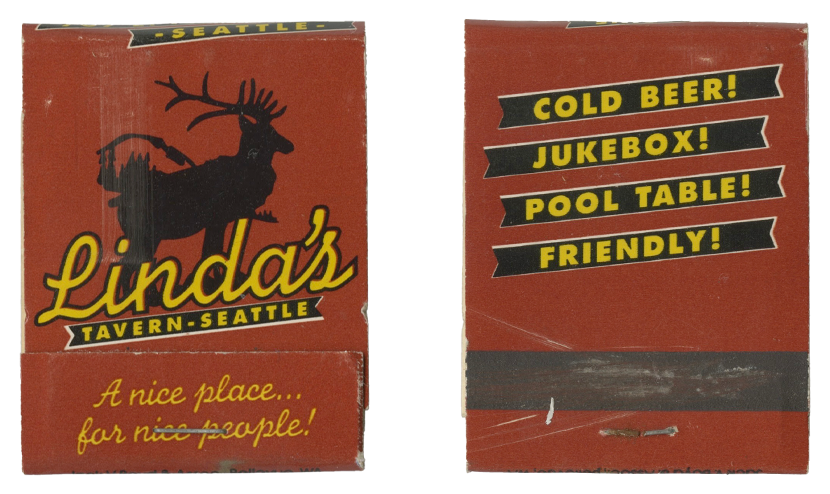 -SEATTLE-
Linda's
TAVERN-SEATTLE
A nice place...
for nice people!
COLD BEER!
JUKEBOX!
POOL TABLE!
FRIENDLY!